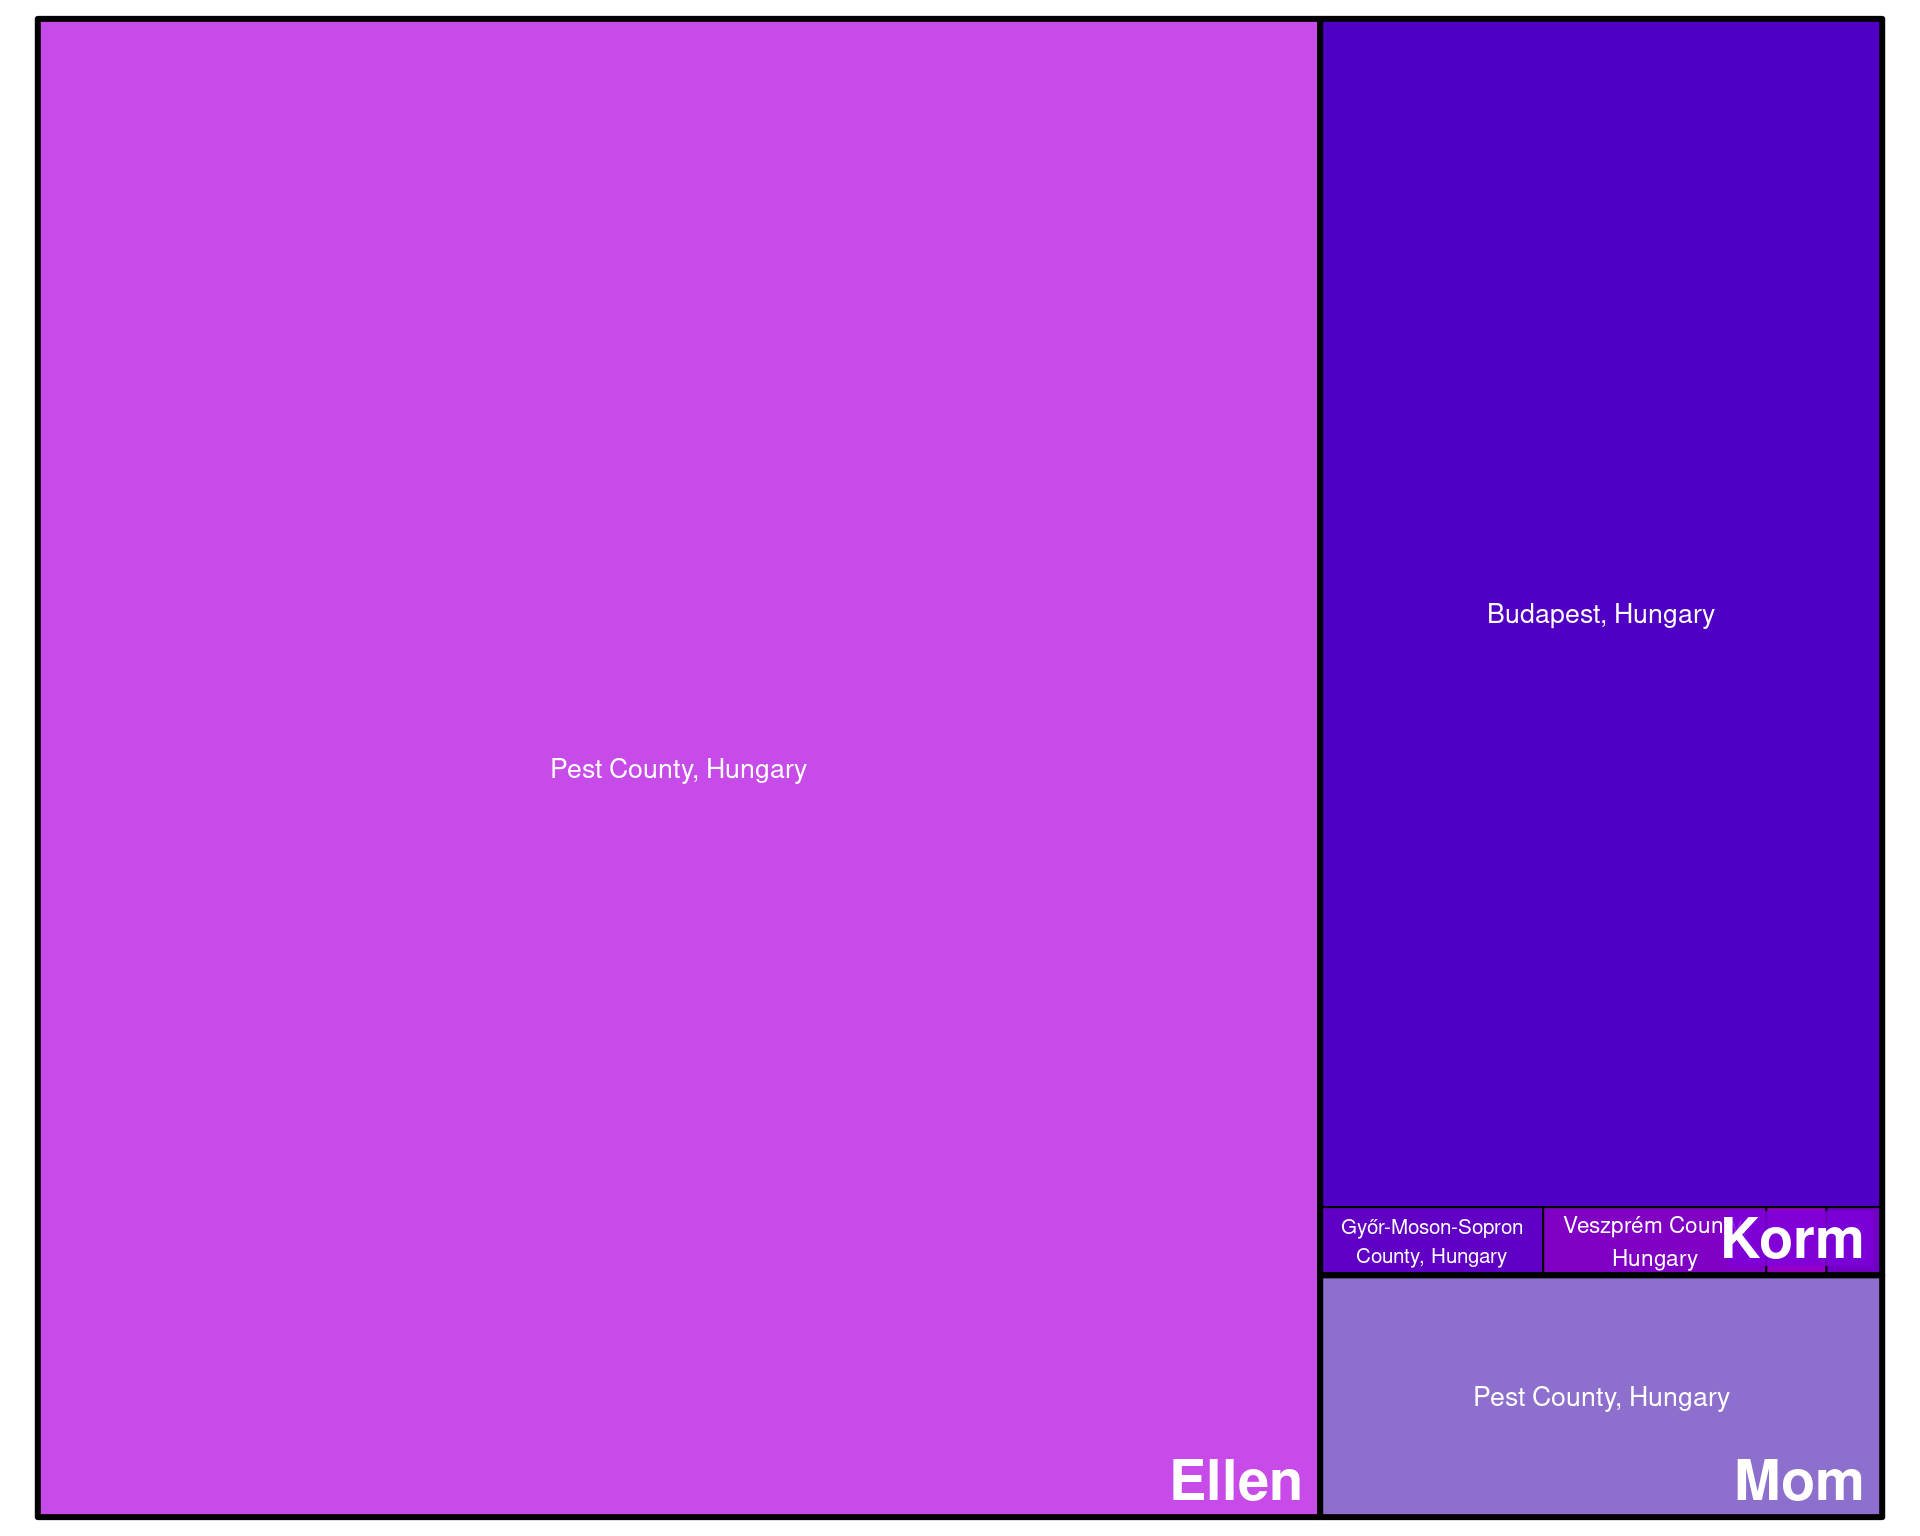 Pest County, Hungary
Ellen
Budapest, Hungary
Győr-Moson-Sopron
County, Hungary
Veszprém Coun
Hungary
Korm
Pest County, Hungary
Mom